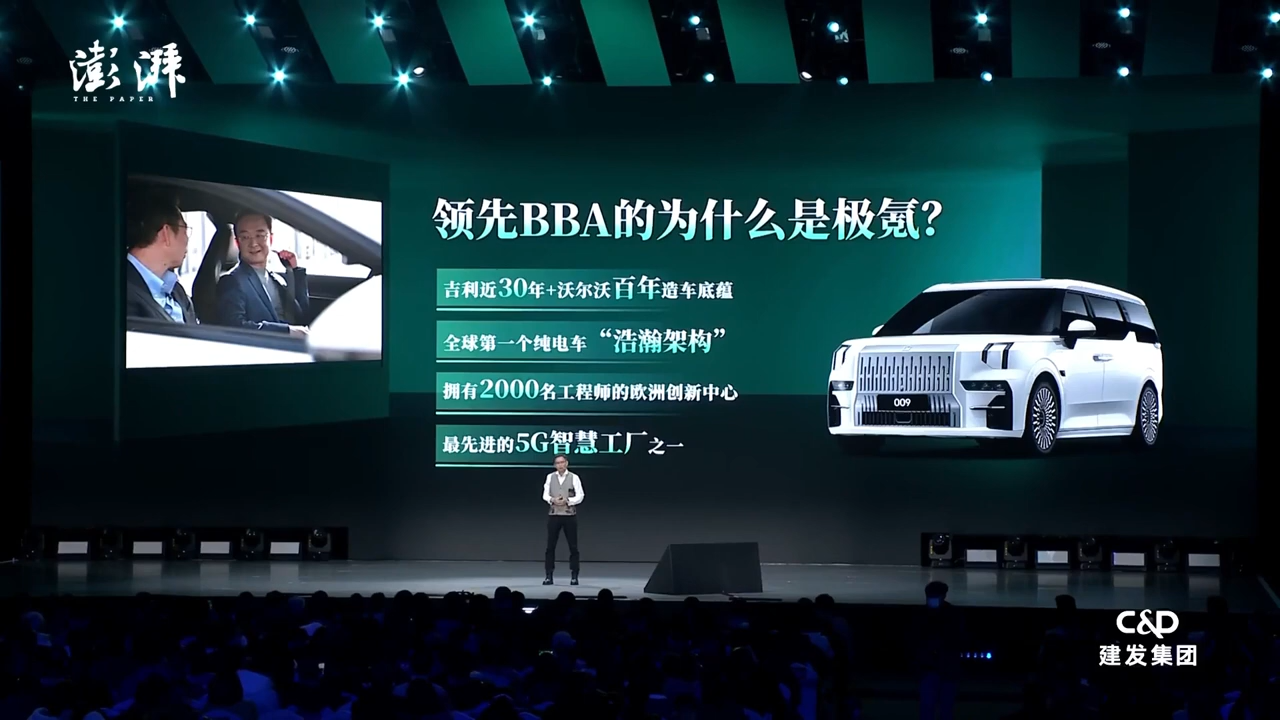 澎湃
THE PAPER
领先BBA的为什么是极氪?
吉利近30年+沃尔沃百年造车底蕴
全球第一个纯电车“浩瀚架构”
拥有2000名工程师的欧洲创新中心
最先进的5G智慧工厂之一
009
C&D
建发集团